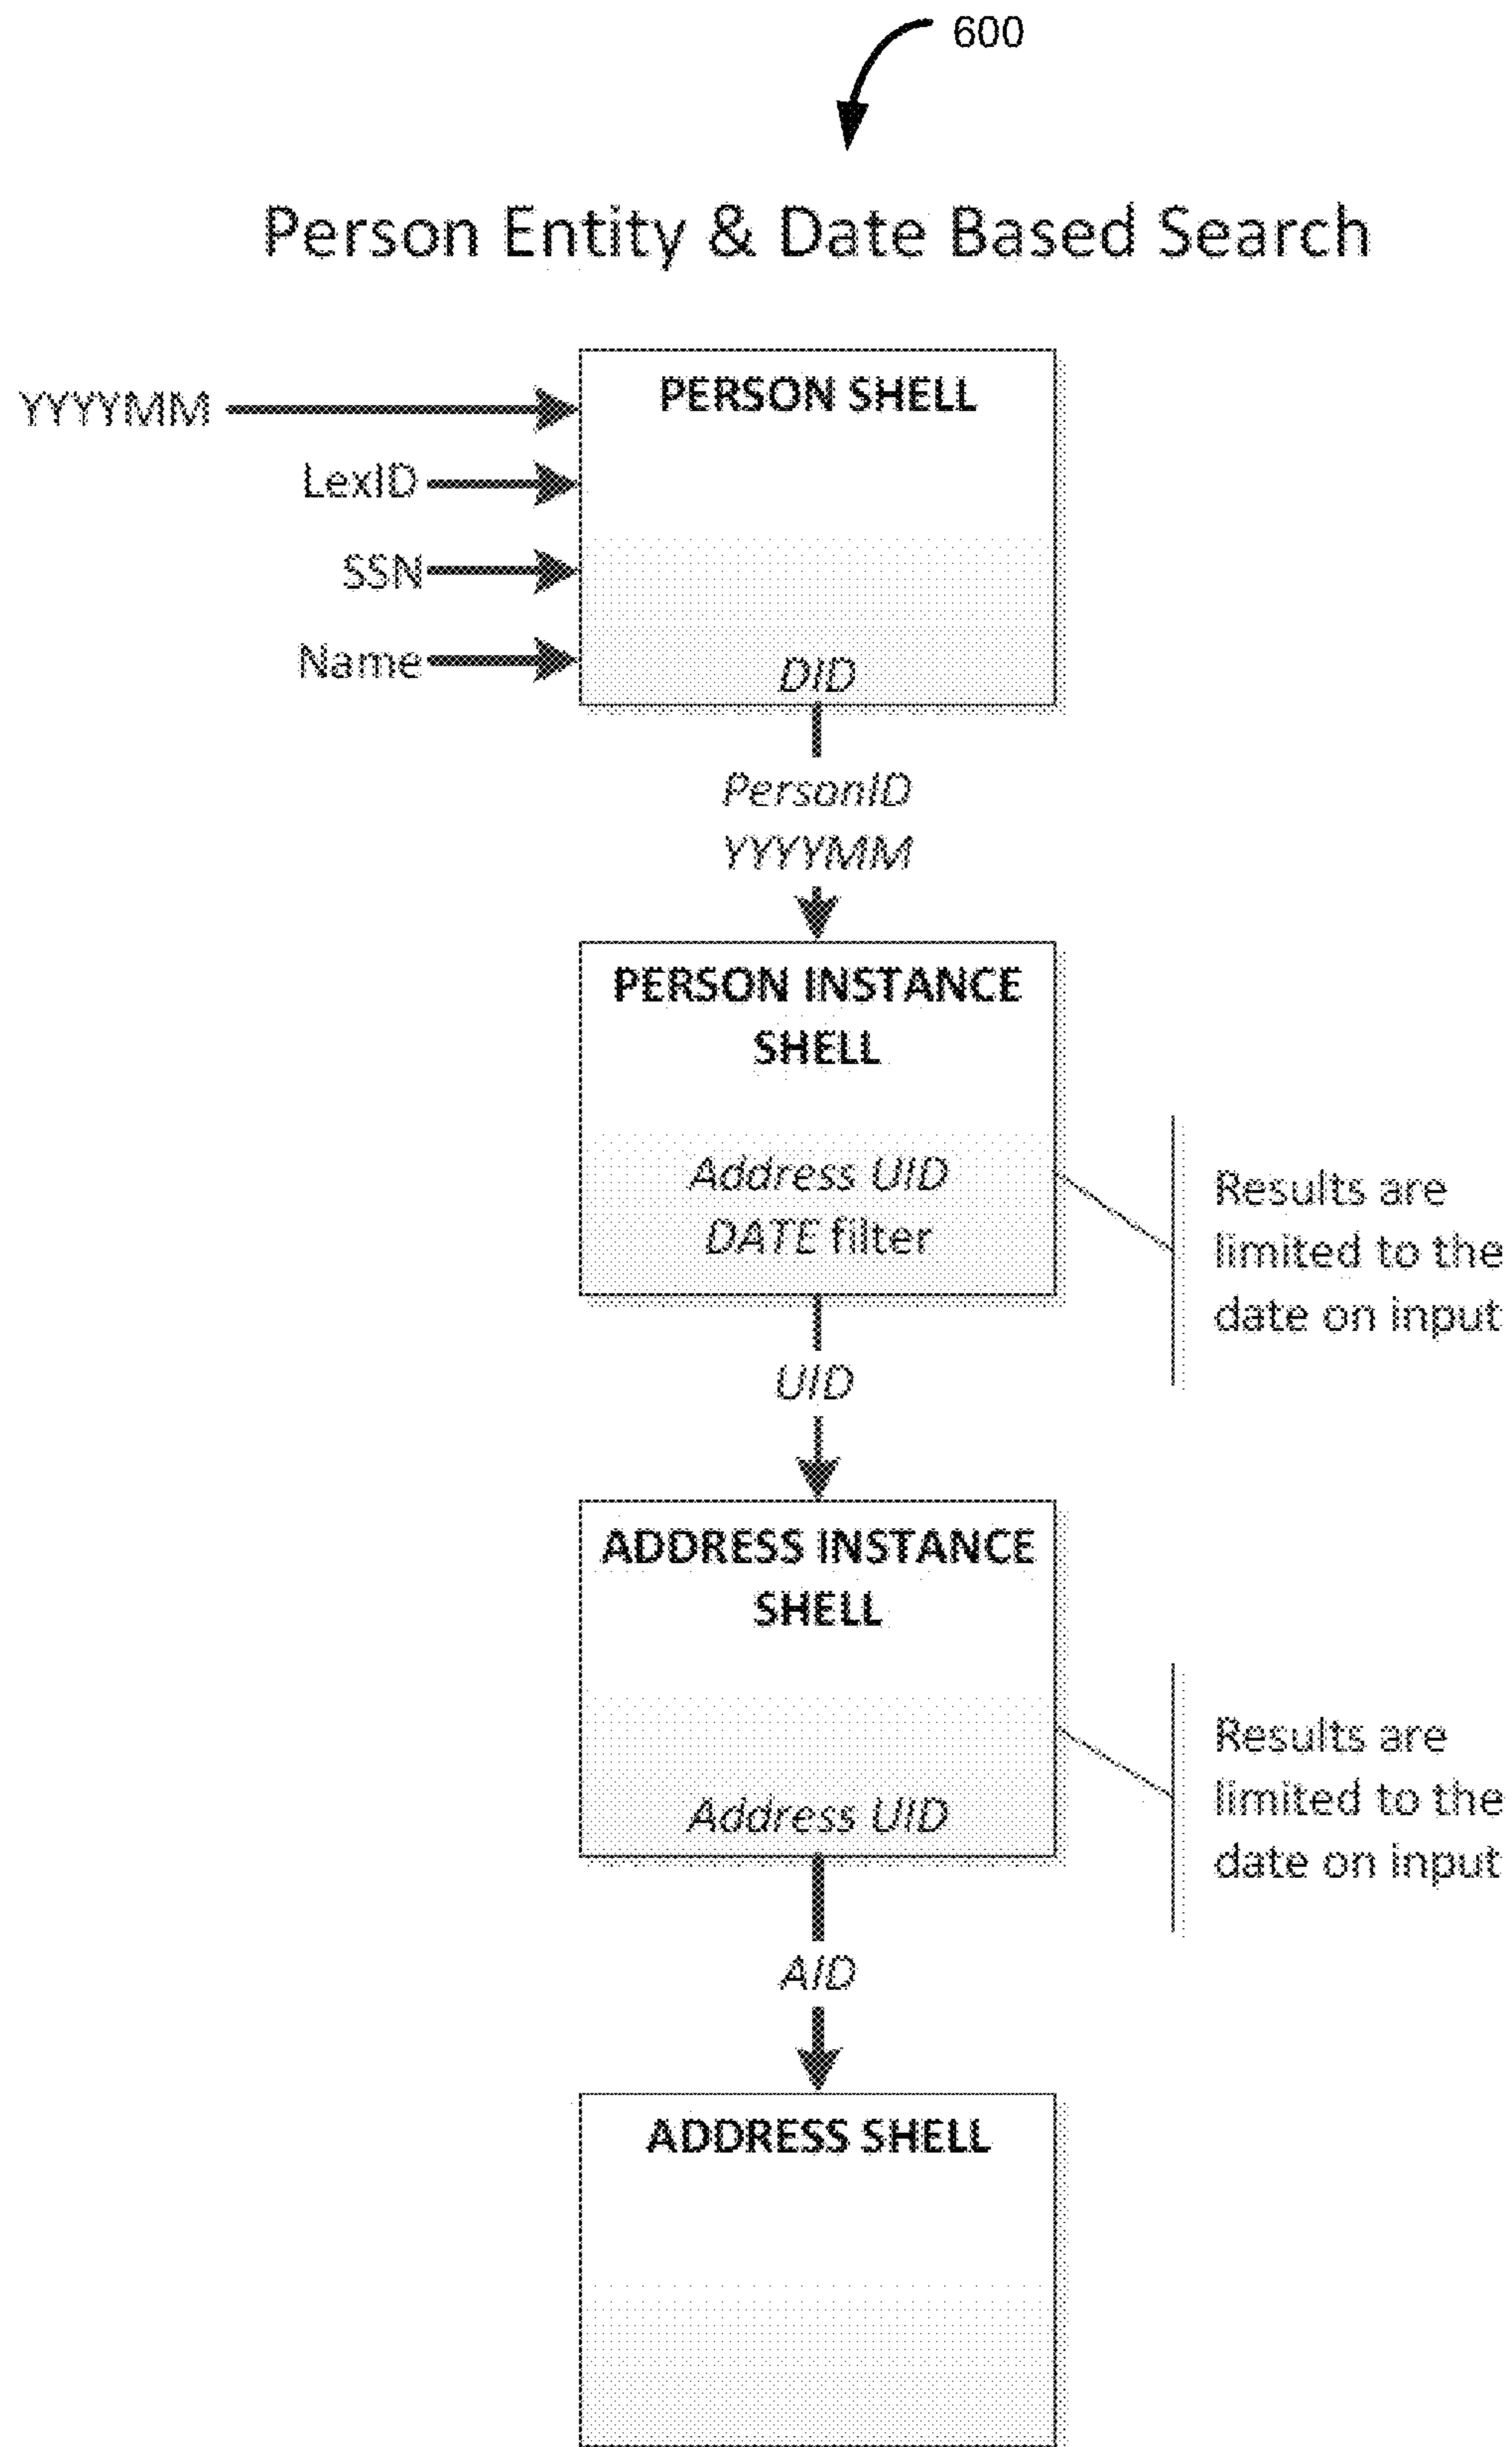 600
Person Entity & Date Based Search
YYYYMM
LexID
SSN
Name
PERSON SHELL
DID
PersonID
YYYYMM
PERSON INSTANCE
SHELL
Address UID
DATE filter
Results are
limited to the
date on input
UID
ADDRESS INSTANCE
SHELL
Address UID
Results are
limited to the
date on input
AID
ADDRESS SHELL